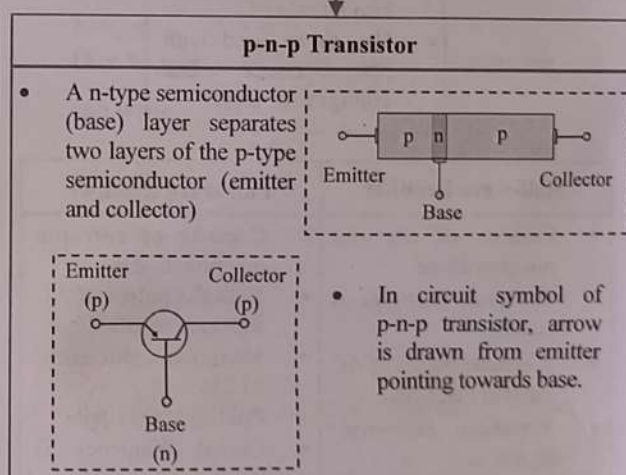 p-n-p Transistor
• A n-type semiconductor
(base) layer separates
two layers of the p-type
semiconductor (emitter
and collector)
p n p
Emitter
Collector
Base
Emitter
Collector
(p)
(p)
Base
(n)
• In circuit symbol of
p-n-p transistor, arrow
is drawn from emitter
pointing towards base.